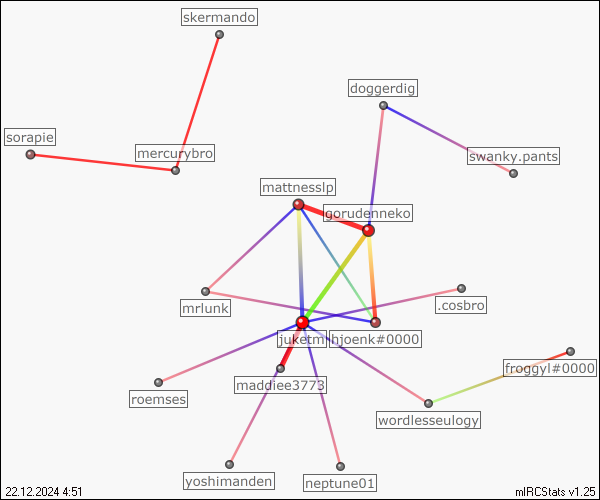 skermando
doggerdig
sorapie
mercurybro
swanky.pants
mattnesslp
gorudenneko
mrlunk
.cosbro
juketm
hjoenk#0000
froggyl#0000
maddiee3773
roemses
wordlesseulogy
yoshimanden
neptune01
22.12.2024 4:51
mIRCStats v1.25